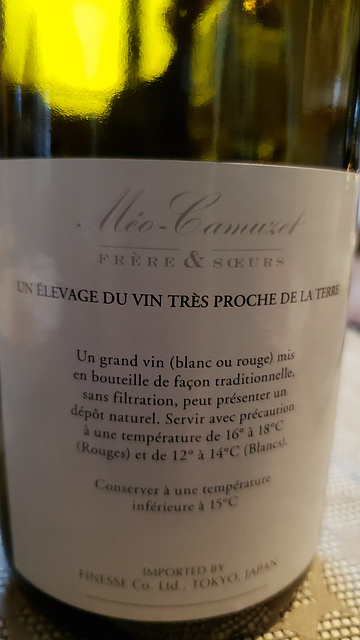 Méo-Camuzet
FRÈRE & SŒURS
UN ÉLEVAGE DU VIN TRÈS PROCHE DE LA TERRE
Un grand vin (blanc ou rouge) mis
en bouteille de façon traditionnelle,
sans filtration, peut présenter un
dépôt naturel. Servir avec précaution
à une température de 16° à 18°C
(Rouges) et de 12° à 14°C (Blancs).
Conserver à une température
inférieure à 15°C
IMPORTED BY
FINESSE Co. Ltd., TOKYO, JAPAN